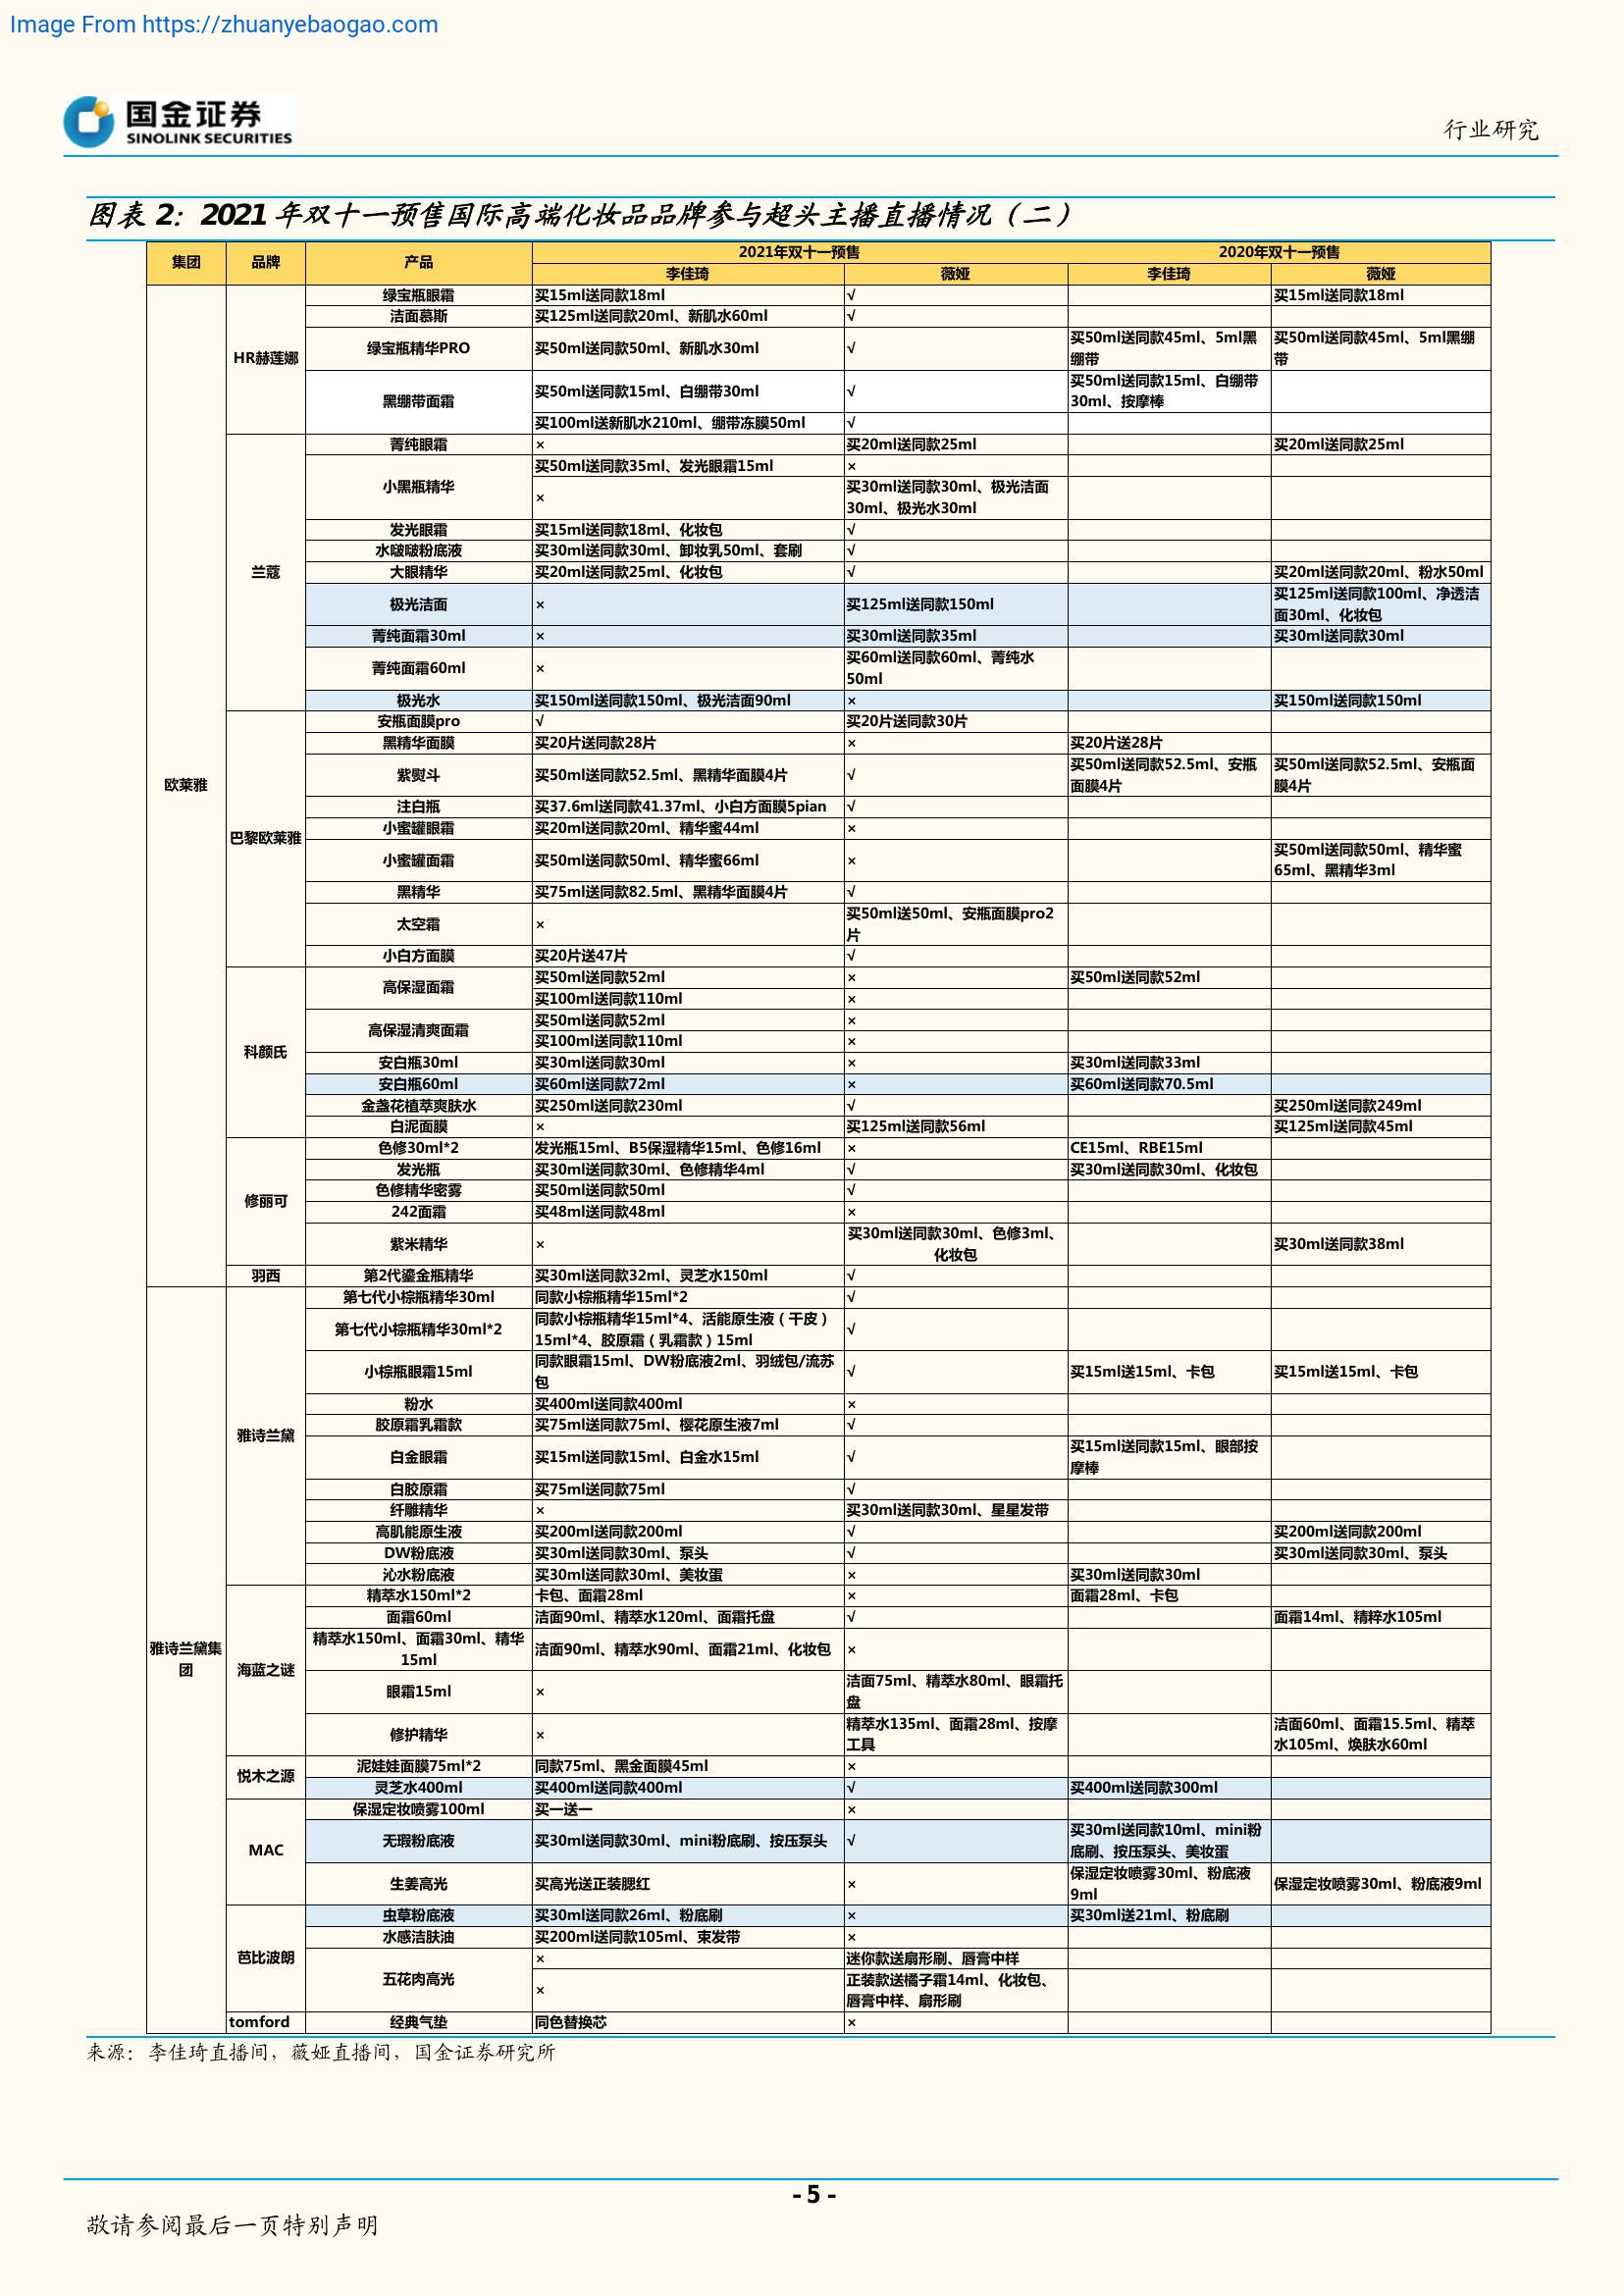 Image From https://zhuanyebaogao.com
国金证券
SINOLINK SECURITIES
行业研究
图表 2：2021 年双十一预售国际高端化妆品品牌参与超头主播直播情况（二）
集团 品牌 产品 2021年双十一预售 2020年双十一预售
李佳琦 薇娅 李佳琦 薇娅
欧莱雅
HR赫莲娜
绿宝瓶眼霜 买15ml送同款18ml √ 买15ml送同款18ml
洁面慕斯 买125ml送同款20ml、新肌水60ml √
绿宝瓶精华PRO 买50ml送同款50ml、新肌水30ml √ 买50ml送同款45ml、5ml黑 买50ml送同款45ml、5ml黑绷
绷带 带
黑绷带面霜 买50ml送同款15ml、白绷带30ml √ 买50ml送同款15ml、白绷带
30ml、按摩棒
买100ml送新肌水210ml、绷带冻膜50ml √
兰蔻
菁纯眼霜 × 买20ml送同款25ml 买20ml送同款25ml
小黑瓶精华 买50ml送同款35ml、发光眼霜15ml ×
× 买30ml送同款30ml、极光洁面
30ml、极光水30ml
发光眼霜 买15ml送同款18ml、化妆包 √
水啵啵粉底液 买30ml送同款30ml、卸妆乳50ml、套刷 √
大眼精华 买20ml送同款25ml、化妆包 √ 买20ml送同款20ml、粉水50ml
极光洁面 × 买125ml送同款150ml 买125ml送同款100ml、净透洁
面30ml、化妆包
菁纯面霜30ml × 买30ml送同款35ml 买30ml送同款30ml
菁纯面霜60ml × 买60ml送同款60ml、菁纯水
50ml
极光水 买150ml送同款150ml、极光洁面90ml × 买150ml送同款150ml
巴黎欧莱雅
安瓶面膜pro √ 买20片送同款30片
黑精华面膜 买20片送同款28片 × 买20片送28片
紫熨斗 买50ml送同款52.5ml、黑精华面膜4片 √ 买50ml送同款52.5ml、安瓶 买50ml送同款52.5ml、安瓶面
面膜4片 膜4片
注白瓶 买37.6ml送同款41.37ml、小白方面膜5pian √
小蜜罐眼霜 买20ml送同款20ml、精华蜜44ml ×
小蜜罐面霜 买50ml送同款50ml、精华蜜66ml × 买50ml送同款50ml、精华蜜
65ml、黑精华3ml
黑精华 买75ml送同款82.5ml、黑精华面膜4片 √
太空霜 × 买50ml送50ml、安瓶面膜pro2
片
小白方面膜 买20片送47片 √
科颜氏
高保湿面霜 买50ml送同款52ml × 买50ml送同款52ml
买100ml送同款110ml ×
高保湿清爽面霜 买50ml送同款52ml ×
买100ml送同款110ml ×
安白瓶30ml 买30ml送同款30ml × 买30ml送同款33ml
安白瓶60ml 买60ml送同款72ml × 买60ml送同款70.5ml
金盏花植萃爽肤水 买250ml送同款230ml √ 买250ml送同款249ml
白泥面膜 × 买125ml送同款56ml 买125ml送同款45ml
修丽可
色修30ml*2 发光瓶15ml、B5保湿精华15ml、色修16ml × CE15ml、RBE15ml
发光瓶 买30ml送同款30ml、色修精华4ml √ 买30ml送同款30ml、化妆包
色修精华密雾 买50ml送同款50ml √
242面霜 买48ml送同款48ml ×
紫米精华 × 买30ml送同款30ml、色修3ml、 买30ml送同款38ml
化妆包
羽西 第2代鎏金瓶精华 买30ml送同款32ml、灵芝水150ml √
雅诗兰黛集
团
雅诗兰黛
第七代小棕瓶精华30ml 同款小棕瓶精华15ml*2 √
第七代小棕瓶精华30ml*2 同款小棕瓶精华15ml*4、活能原生液（干皮） √
15ml*4、胶原霜（乳霜款）15ml
小棕瓶眼霜15ml 同款眼霜15ml、DW粉底液2ml、羽绒包/流苏 √ 买15ml送15ml、卡包 买15ml送15ml、卡包
包
粉水 买400ml送同款400ml ×
胶原霜乳霜款 买75ml送同款75ml、樱花原生液7ml √
白金眼霜 买15ml送同款15ml、白金水15ml √ 买15ml送同款15ml、眼部按
摩棒
白胶原霜 买75ml送同款75ml √
纤雕精华 × 买30ml送同款30ml、星星发带
高肌能原生液 买200ml送同款200ml √ 买200ml送同款200ml
DW粉底液 买30ml送同款30ml、泵头 √ 买30ml送同款30ml、泵头
沁水粉底液 买30ml送同款30ml、美妆蛋 × 买30ml送同款30ml
海蓝之谜
精萃水150ml*2 卡包、面霜28ml × 面霜28ml、卡包
面霜60ml 洁面90ml、精萃水120ml、面霜托盘 √ 面霜14ml、精粹水105ml
精萃水150ml、面霜30ml、精华 洁面90ml、精萃水90ml、面霜21ml、化妆包 ×
15ml
眼霜15ml × 洁面75ml、精萃水80ml、眼霜托
盘
修护精华 × 精萃水135ml、面霜28ml、按摩 洁面60ml、面霜15.5ml、精萃
工具 水105ml、焕肤水60ml
悦木之源
泥娃娃面膜75ml*2 同款75ml、黑金面膜45ml ×
灵芝水400ml 买400ml送同款400ml √ 买400ml送同款300ml
MAC
保湿定妆喷雾100ml 买一送一 ×
无瑕粉底液 买30ml送同款30ml、mini粉底刷、按压泵头 √ 买30ml送同款10ml、mini粉
底刷、按压泵头、美妆蛋
生姜高光 买高光送正装腮红 × 保湿定妆喷雾30ml、粉底液 保湿定妆喷雾30ml、粉底液9ml
9ml
芭比波朗
虫草粉底液 买30ml送同款26ml、粉底刷 × 买30ml送21ml、粉底刷
水感洁肤油 买200ml送同款105ml、束发带 ×
五花肉高光 × 迷你款送扇形刷、唇膏中样
× 正装款送橘子霜14ml、化妆包、
唇膏中样、扇形刷
tomford 经典气垫 同色替换芯 ×
来源：李佳琦直播间，薇娅直播间，国金证券研究所
- 5 -
敬请参阅最后一页特别声明